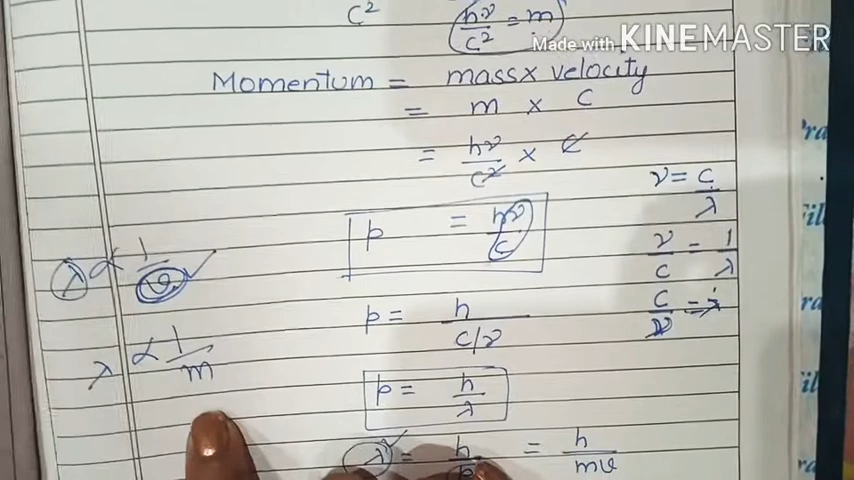 C²
hν/c² = m
Made with KINEMASTER
Momentum = mass x velocity
= m x c
= hν/c² x c
ν = c/λ
p = hν/c
ν/c = 1/λ
λ ∝ 1/v
p = h/c/ν
c/ν = λ
λ ∝ 1/m
p = h/λ
λ = h/p = h/mv